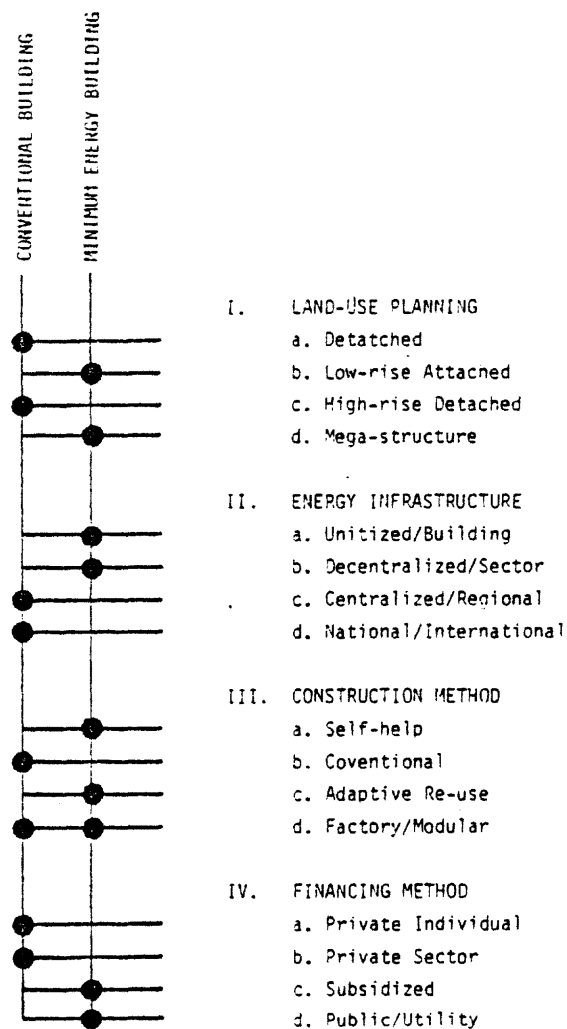 CONVENTIONAL BUILDING
MINIMUM ENERGY BUILDING
I. LAND-USE PLANNING
a. Detatched
b. Low-rise Attacned
c. High-rise Detached
d. Mega-structure
II. ENERGY INFRASTRUCTURE
a. Unitized/Building
b. Decentralized/Sector
c. Centralized/Regional
d. National/International
III. CONSTRUCTION METHOD
a. Self-help
b. Coventional
c. Adaptive Re-use
d. Factory/Modular
IV. FINANCING METHOD
a. Private Individual
b. Private Sector
c. Subsidized
d. Public/Utility